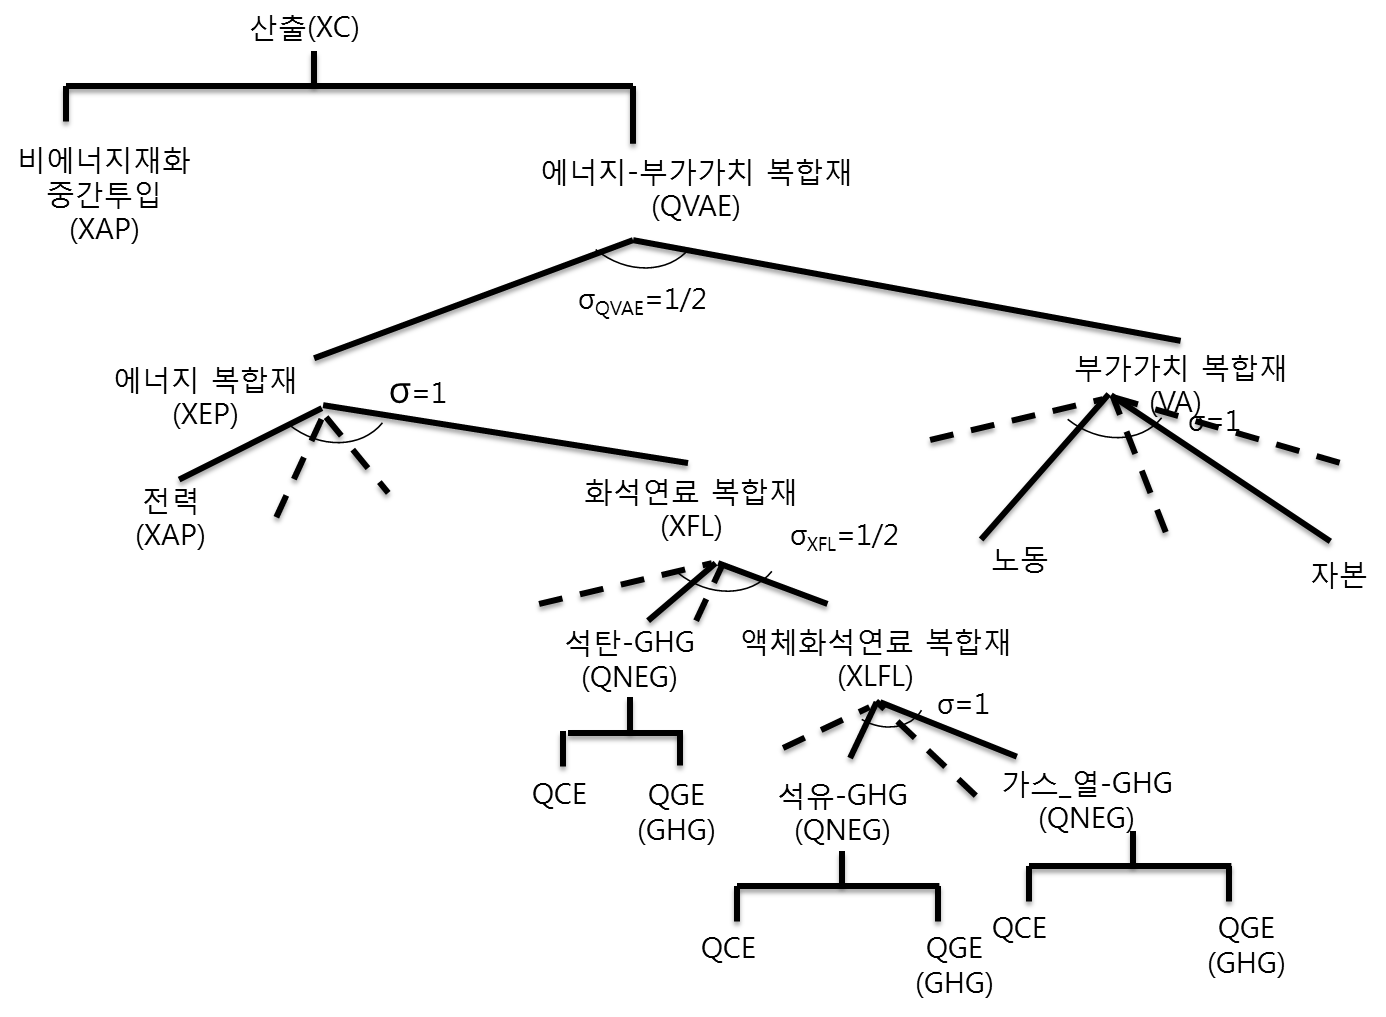 산출(XC)
비에너지재화
중간투입
(XAP)
에너지-부가가치 복합재
(QVAE)
σQVAE=1/2
에너지 복합재
(XEP)
σ=1
부가가치 복합재
(VA)
σ=1
전력
(XAP)
화석연료 복합재
(XFL)
σXFL=1/2
노동
자본
석탄-GHG
(QNEG)
액체화석연료 복합재
(XLFL)
σ=1
QCE
QGE
(GHG)
석유-GHG
(QNEG)
가스_열-GHG
(QNEG)
QCE
QGE
(GHG)
QCE
QGE
(GHG)